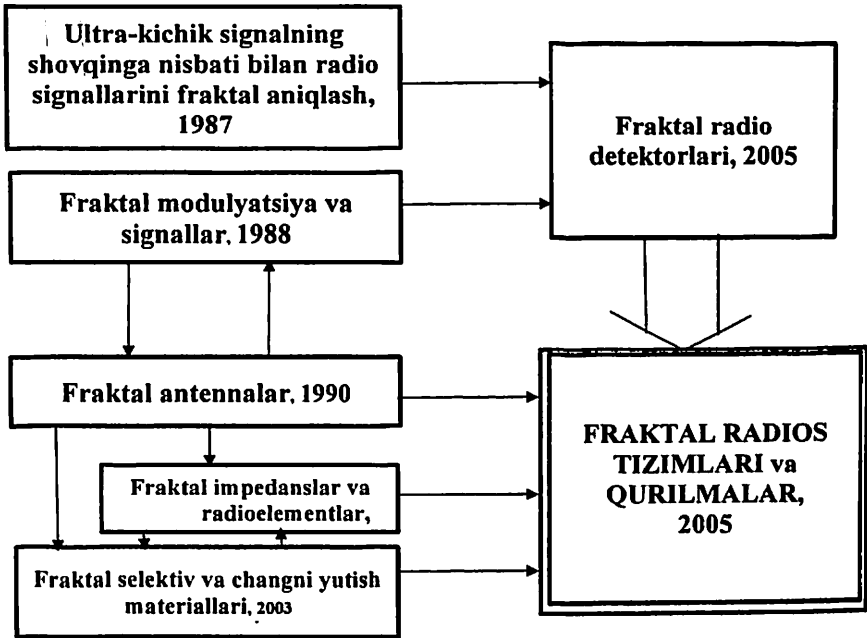 Ultra-kichik signalning
shovqinga nisbati bilan radio
signallarini fraktal aniqlash,
1987
Fraktal radio
detektorlari, 2005
Fraktal modulyatsiya va
signallar, 1988
Fraktal antennalar, 1990
FRAKTAL RADIOS
TIZIMLARI va
QURILMALAR,
2005
Fraktal impedanslar va
radioelementlar,
Fraktal selektiv va changni yutish
materiallari, 2003